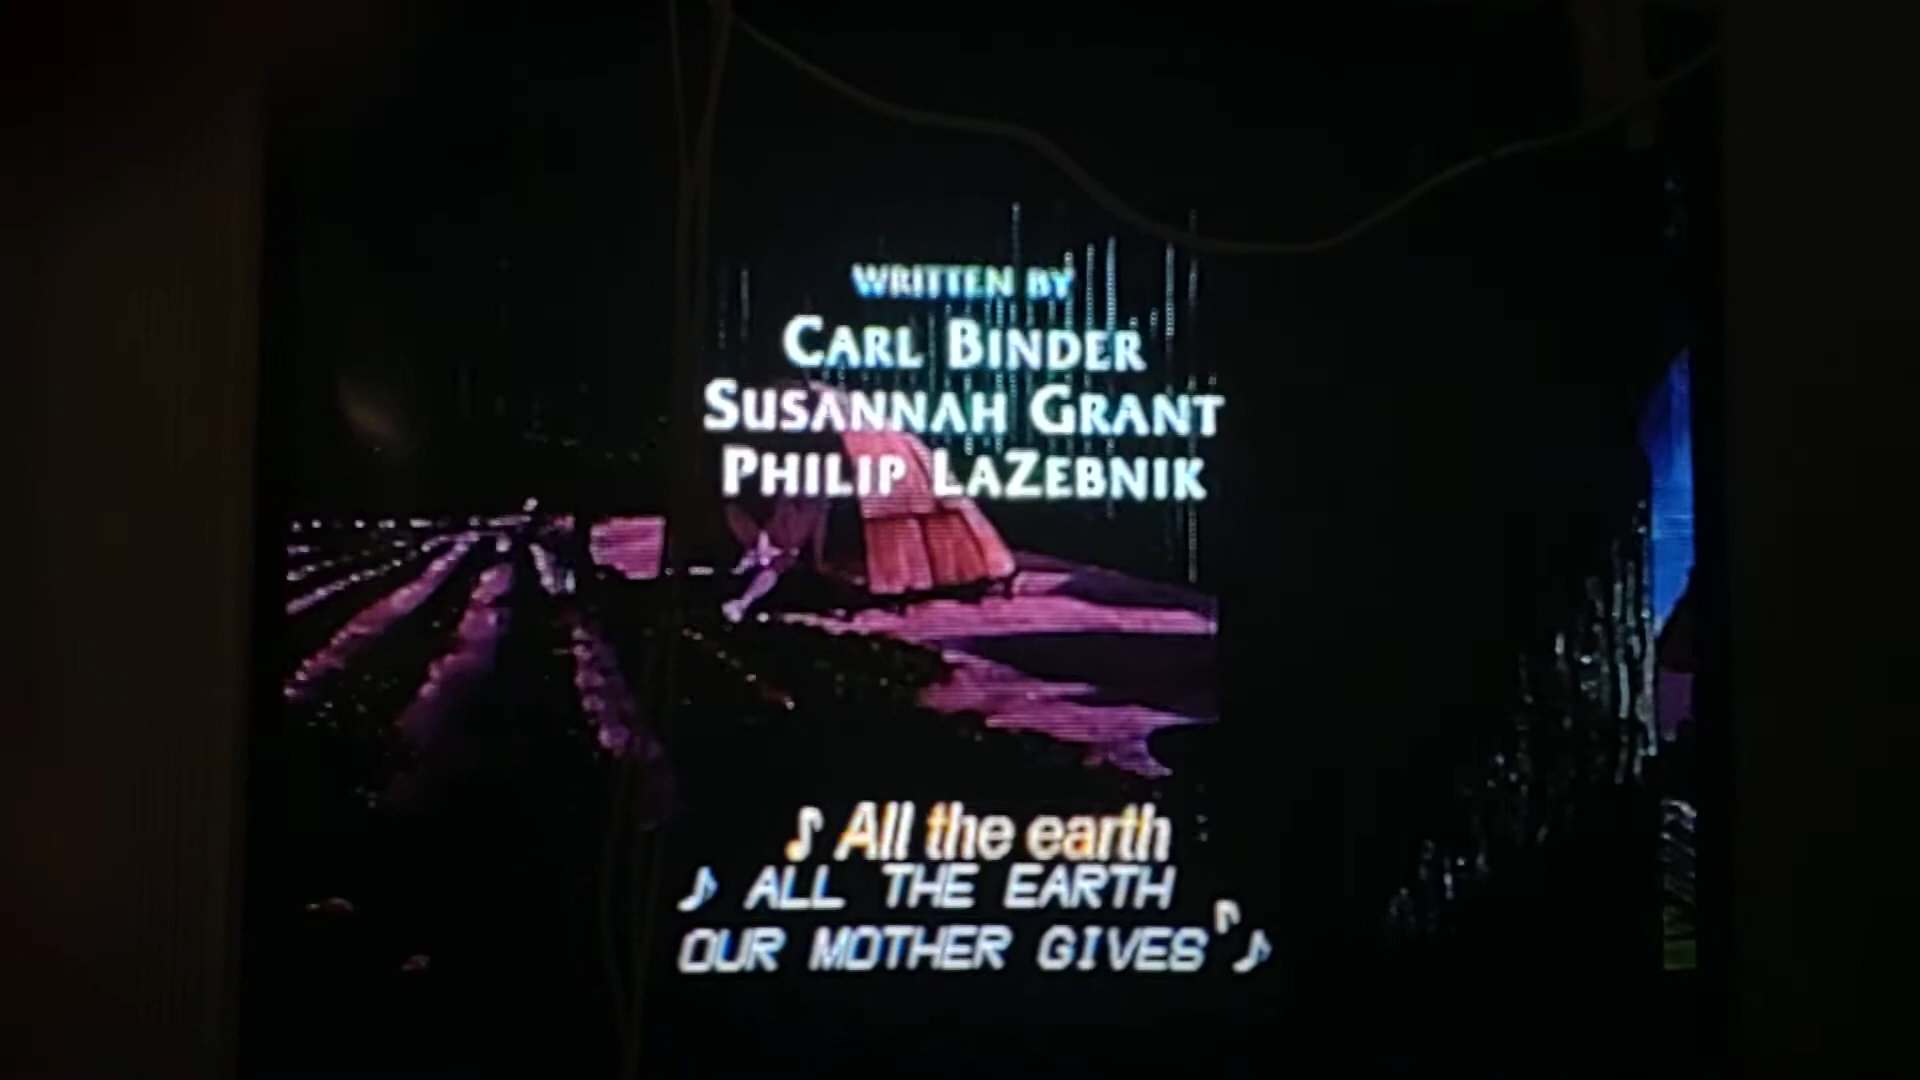 WRITTEN BY
CARL BINDER
SUSANNAH GRANT
PHILIP LAZEBNIK
♪ All the earth
♪ ALL THE EARTH
OUR MOTHER GIVES ♪ ♪